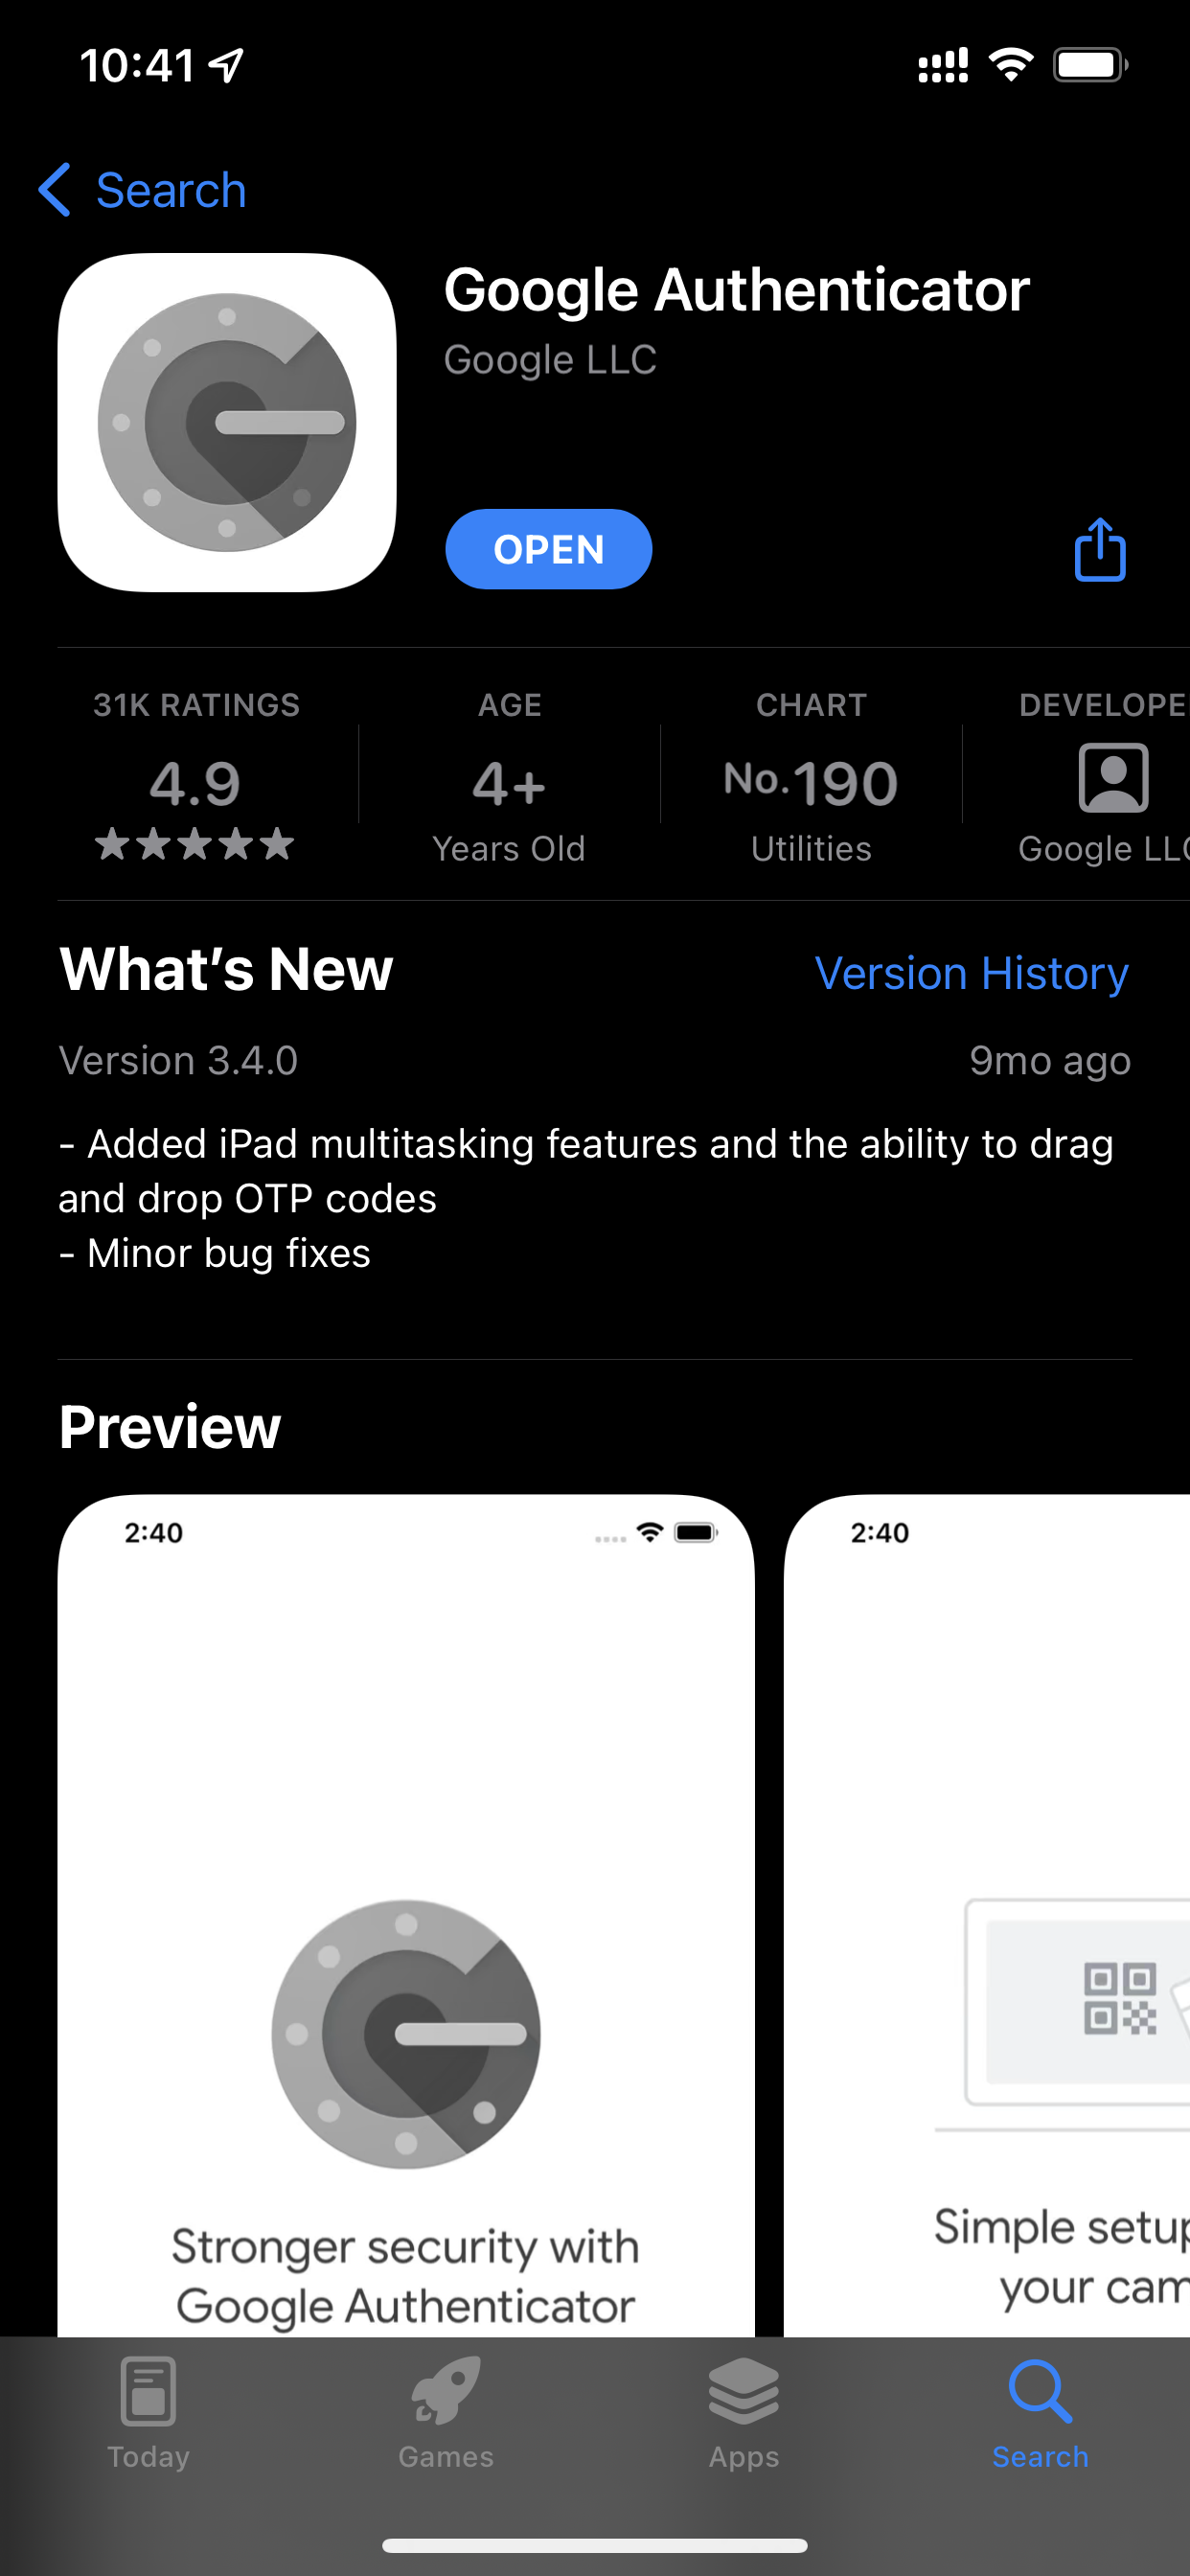 10:41
Search
Google Authenticator
Google LLC
OPEN
31K RATINGS
4.9
AGE
4+
Years Old
CHART
No.190
Utilities
DEVELOPE
Google LLC
What's New
Version History
Version 3.4.0
9mo ago
- Added iPad multitasking features and the ability to drag
and drop OTP codes
- Minor bug fixes
Preview
2:40
Stronger security with
Google Authenticator
2:40
Simple setup
your cam
Today
Games
Apps
Search